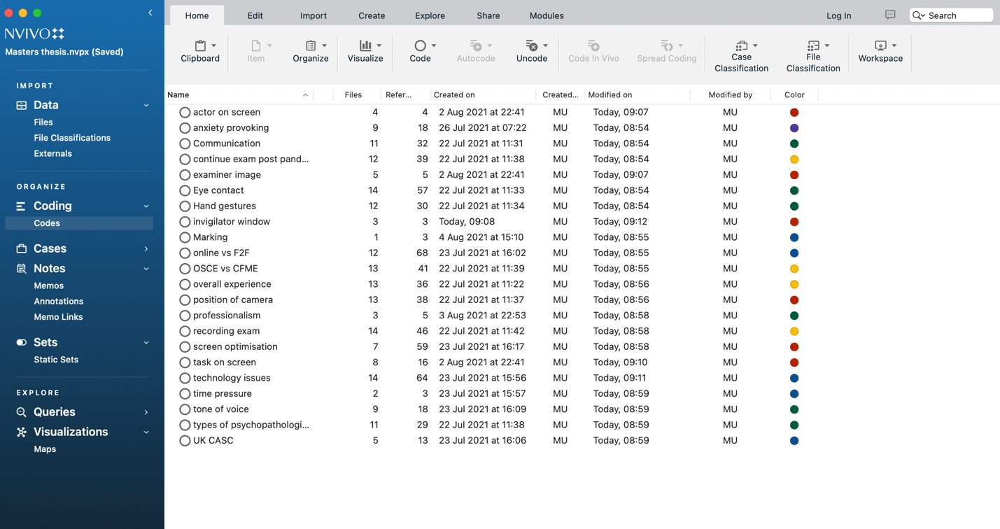 Home Edit Import Create Explore Share Modules Log In Search
NVIVO
Masters thesis.nvpx (Saved)
Clipboard Item Organize Visualize Code Autocode Uncode Code In Vivo Spread Coding Case Classification File Classification Workspace
IMPORT
Data
Files
File Classifications
Externals
ORGANIZE
Coding
Codes
Cases
Notes
Memos
Annotations
Memo Links
Sets
Static Sets
EXPLORE
Queries
Visualizations
Maps
Name Files Refer... Created on Created... Modified on Modified by Color
actor on screen 4 4 2 Aug 2021 at 22:41 MU Today, 09:07 MU
anxiety provoking 9 18 26 Jul 2021 at 07:22 MU Today, 08:54 MU
Communication 11 32 22 Jul 2021 at 11:31 MU Today, 08:54 MU
continue exam post pand... 12 39 22 Jul 2021 at 11:38 MU Today, 08:54 MU
examiner image 5 5 2 Aug 2021 at 22:41 MU Today, 09:07 MU
Eye contact 14 57 22 Jul 2021 at 11:33 MU Today, 08:54 MU
Hand gestures 12 30 22 Jul 2021 at 11:34 MU Today, 08:54 MU
invigilator window 3 3 Today, 09:08 MU Today, 09:12 MU
Marking 1 3 4 Aug 2021 at 15:10 MU Today, 08:55 MU
online vs F2F 12 68 23 Jul 2021 at 16:02 MU Today, 08:55 MU
OSCE vs CFME 13 41 22 Jul 2021 at 11:39 MU Today, 08:55 MU
overall experience 13 36 22 Jul 2021 at 11:22 MU Today, 08:56 MU
position of camera 13 38 22 Jul 2021 at 11:37 MU Today, 08:56 MU
professionalism 3 5 3 Aug 2021 at 22:53 MU Today, 08:58 MU
recording exam 14 46 22 Jul 2021 at 11:42 MU Today, 08:58 MU
screen optimisation 7 59 23 Jul 2021 at 16:17 MU Today, 08:58 MU
task on screen 8 16 2 Aug 2021 at 22:41 MU Today, 09:10 MU
technology issues 14 64 23 Jul 2021 at 15:56 MU Today, 09:11 MU
time pressure 2 3 23 Jul 2021 at 15:57 MU Today, 08:59 MU
tone of voice 9 18 23 Jul 2021 at 16:09 MU Today, 08:59 MU
types of psychopathologi... 11 29 22 Jul 2021 at 11:38 MU Today, 08:59 MU
UK CASC 5 13 23 Jul 2021 at 16:06 MU Today, 08:59 MU